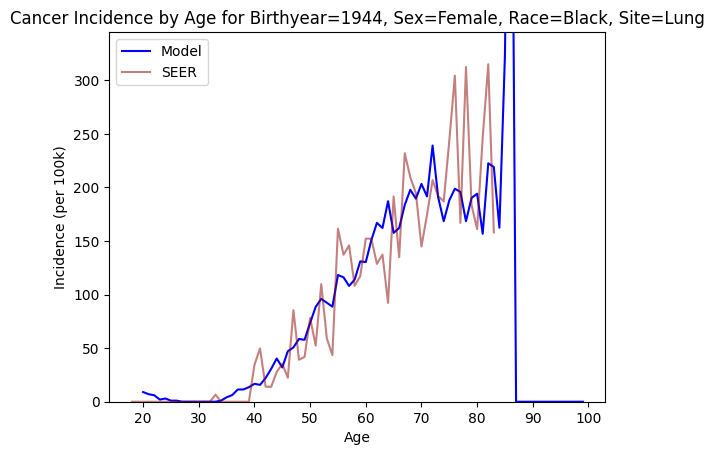 Cancer Incidence by Age for Birthyear=1944, Sex=Female, Race=Black, Site=Lung
Model
SEER
Incidence (per 100k)
300
250
200
150
100
50
0
20 30 40 50 60 70 80 90 100
Age